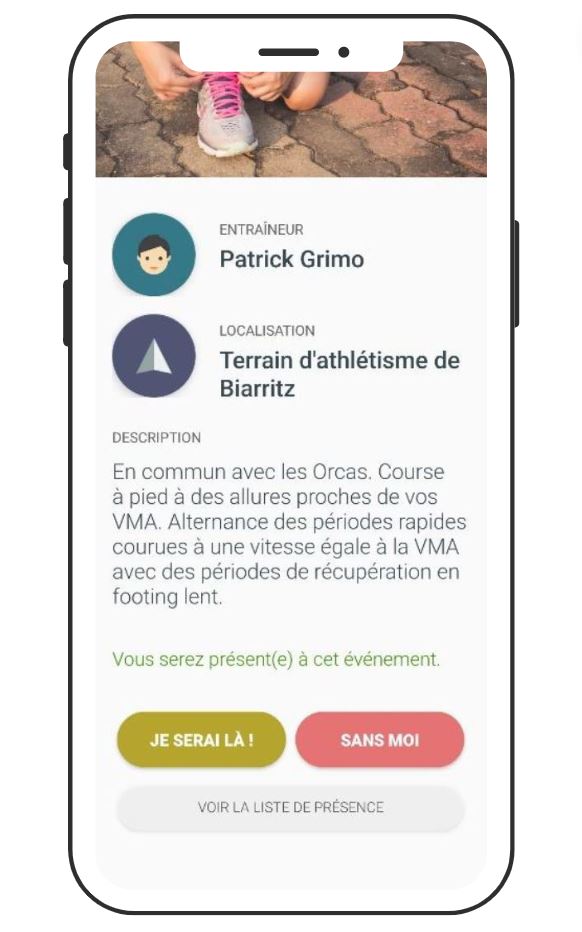 ENTRAÎNEUR
Patrick Grimo
LOCALISATION
Terrain d'athlétisme de
Biarritz
DESCRIPTION
En commun avec les Orcas. Course
à pied à des allures proches de vos
VMA. Alternance des périodes rapides
courues à une vitesse égale à la VMA
avec des périodes de récupération en
footing lent.
Vous serez présent(e) à cet événement.
JE SERAI LÀ !
SANS MOI
VOIR LA LISTE DE PRÉSENCE